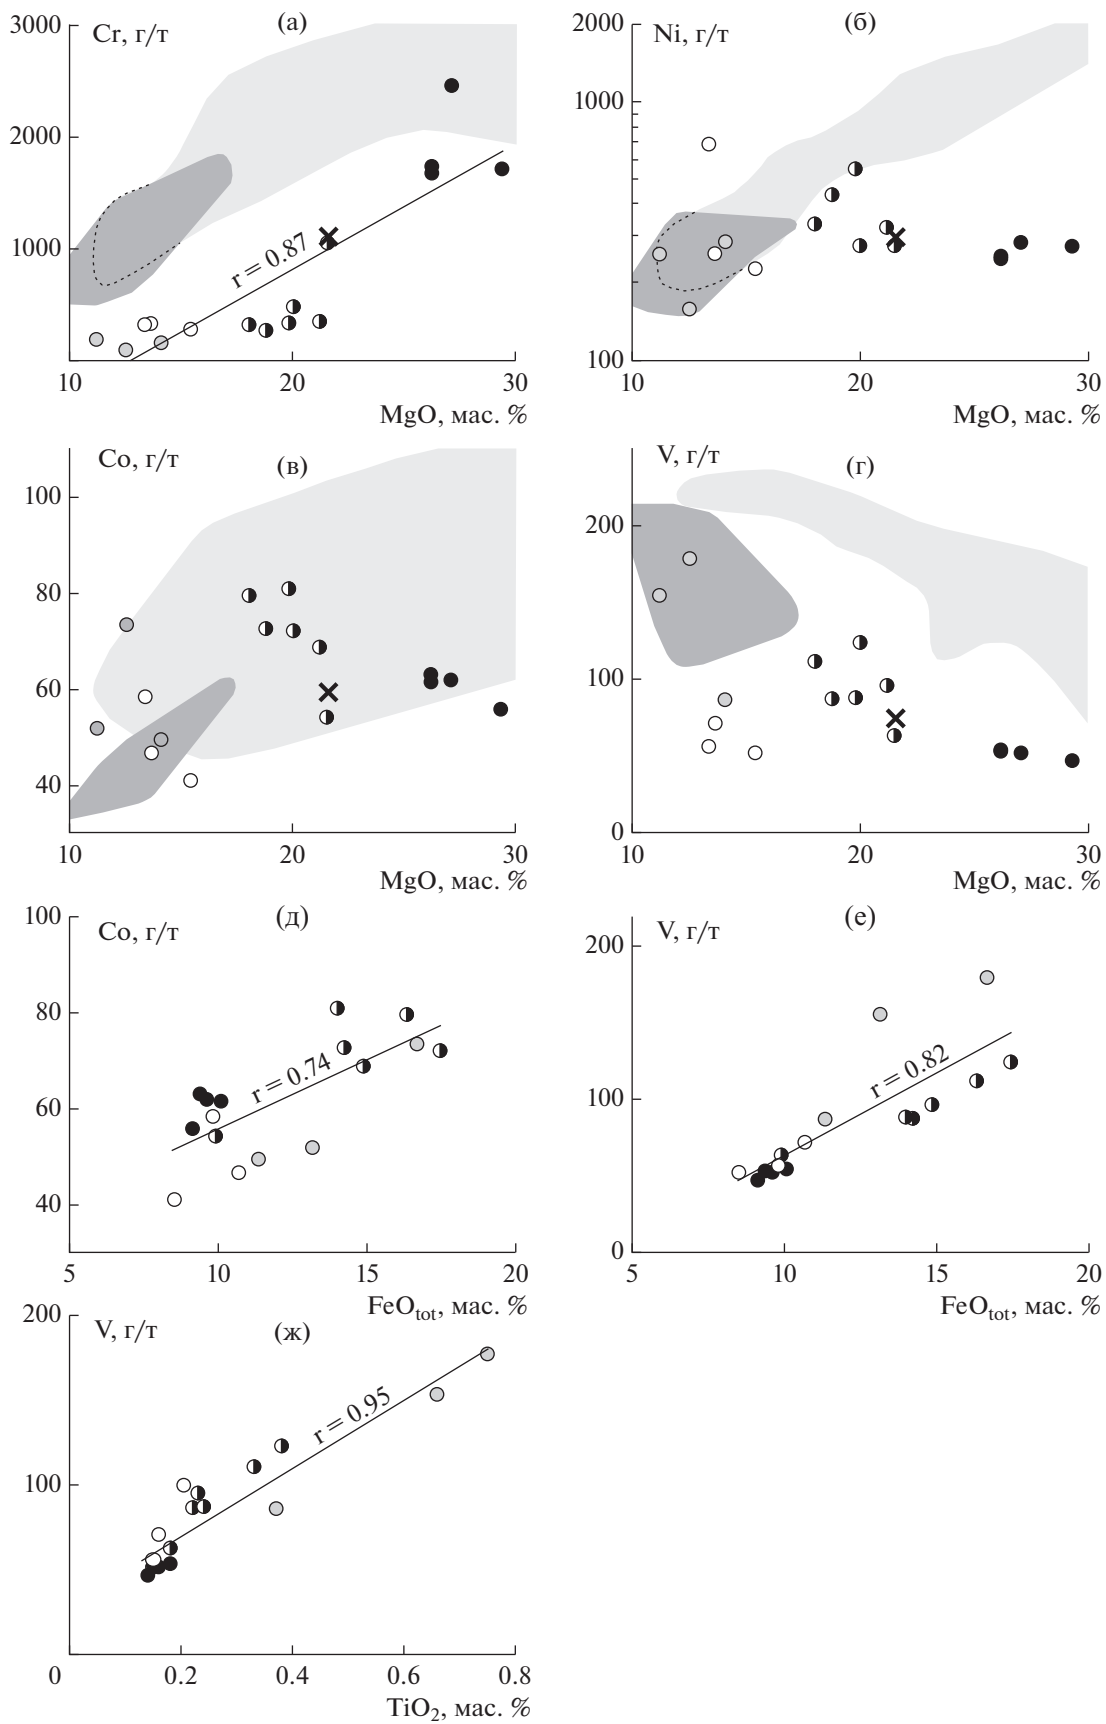 3000
Cr, г/т
(а)
2000
1000
r = 0.87
10
20
30
MgO, мас. %
2000
Ni, г/т
(б)
1000
100
10
20
30
MgO, мас. %
Co, г/т
(в)
100
80
60
40
10
20
30
MgO, мас. %
V, г/т
(г)
200
100
0
10
20
30
MgO, мас. %
100
Co, г/т
(д)
80
r = 0.74
60
40
5
10
15
20
FeOtot, мас. %
V, г/т
(е)
200
r = 0.82
100
0
5
10
15
20
FeOtot, мас. %
200
V, г/т
(ж)
r = 0.95
100
0
0.2
0.4
0.6
0.8
TiO2, мас. %